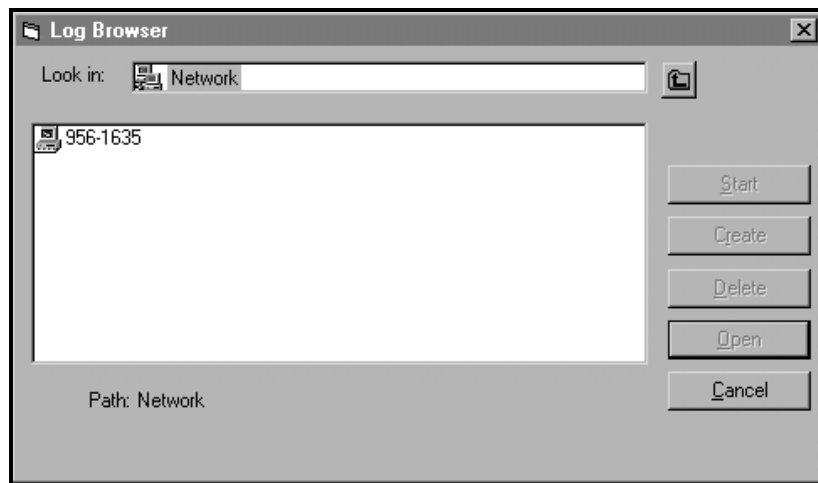 Log Browser
Look in: Network
956-1635
Start
Create
Delete
Open
Cancel
Path: Network